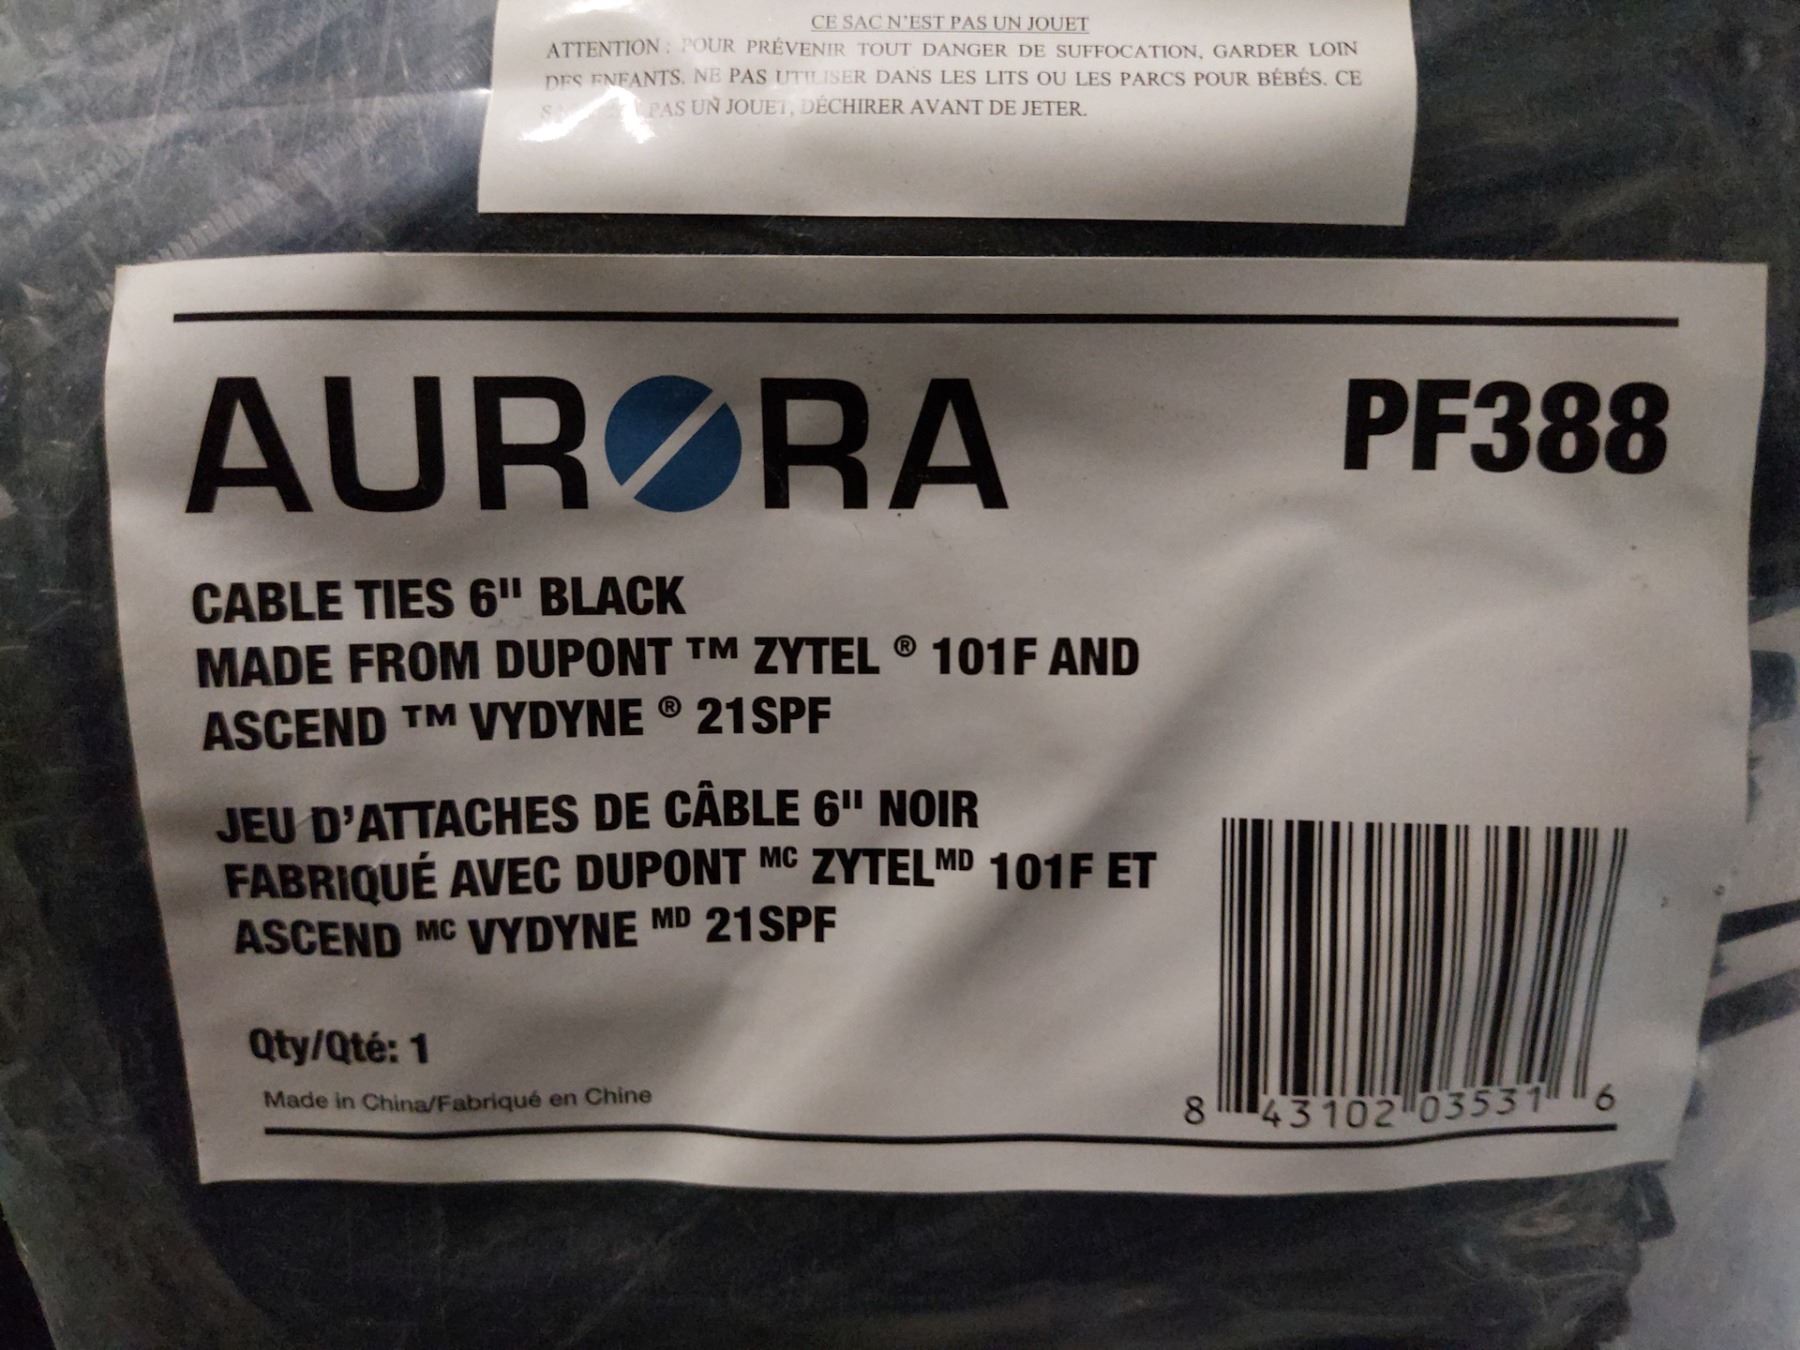 CE SAC N'EST PAS UN JOUET
ATTENTION : POUR PRÉVENIR TOUT DANGER DE SUFFOCATION, GARDER LOIN
DES ENFANTS. NE PAS UTILISER DANS LES LITS OU LES PARCS POUR BÉBÉS. CE
PAS UN JOUET, DÉCHIRER AVANT DE JETER.
AURORA
PF388
CABLE TIES 6" BLACK
MADE FROM DUPONT ™ ZYTEL ® 101F AND
ASCEND ™ VYDYNE ® 21SPF
JEU D'ATTACHES DE CÂBLE 6" NOIR
FABRIQUÉ AVEC DUPONT MC ZYTEL MD 101F ET
ASCEND MC VYDYNE MD 21SPF
Qty/Qté: 1
Made in China/Fabriqué en Chine
8 43102 03531 6